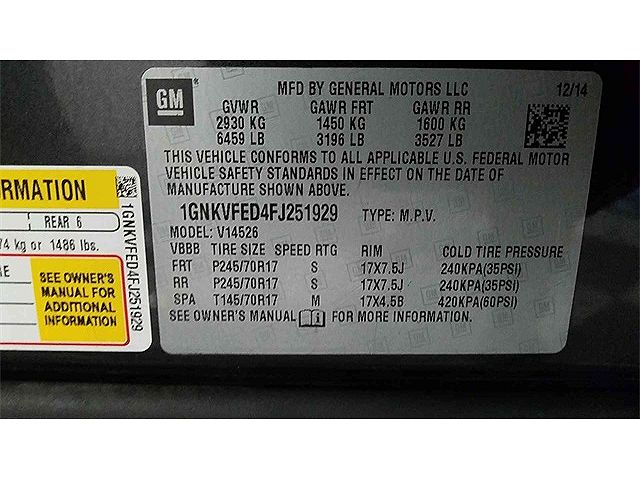 GM
MFD BY GENERAL MOTORS LLC 12/14
GVWR GAWR FRT GAWR RR
2930 KG 1450 KG 1600 KG
6459 LB 3196 LB 3527 LB
THIS VEHICLE CONFORMS TO ALL APPLICABLE U.S. FEDERAL MOTOR
VEHICLE SAFETY STANDARDS IN EFFECT ON THE DATE OF
MANUFACTURE SHOWN ABOVE.
1GNKVFED4FJ251929 TYPE: M.P.V.
MODEL: V14526
VBBB TIRE SIZE SPEED RTG RIM COLD TIRE PRESSURE
FRT P245/70R17 S 17X7.5J 240KPA(35PSI)
RR P245/70R17 S 17X7.5J 240KPA(35PSI)
SPA T145/70R17 M 17X4.5B 420KPA(60PSI)
SEE OWNER'S MANUAL FOR MORE INFORMATION.
ORMATION
REAR 6
74 kg or 1486 lbs.
RE
SEE OWNER'S
MANUAL FOR
ADDITIONAL
INFORMATION
1GNKVFED4FJ251929